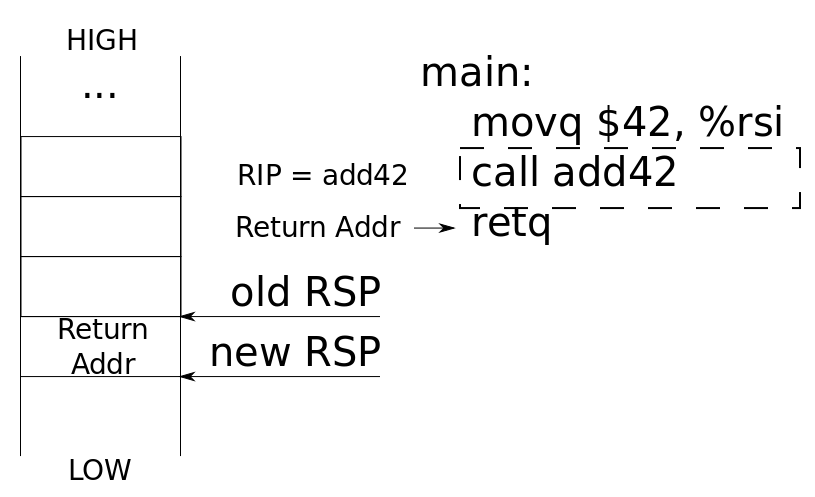 HIGH
...
main:
movq $42, %rsi
RIP = add42
call add42
Return Addr
retq
old RSP
Return
Addr
new RSP
LOW